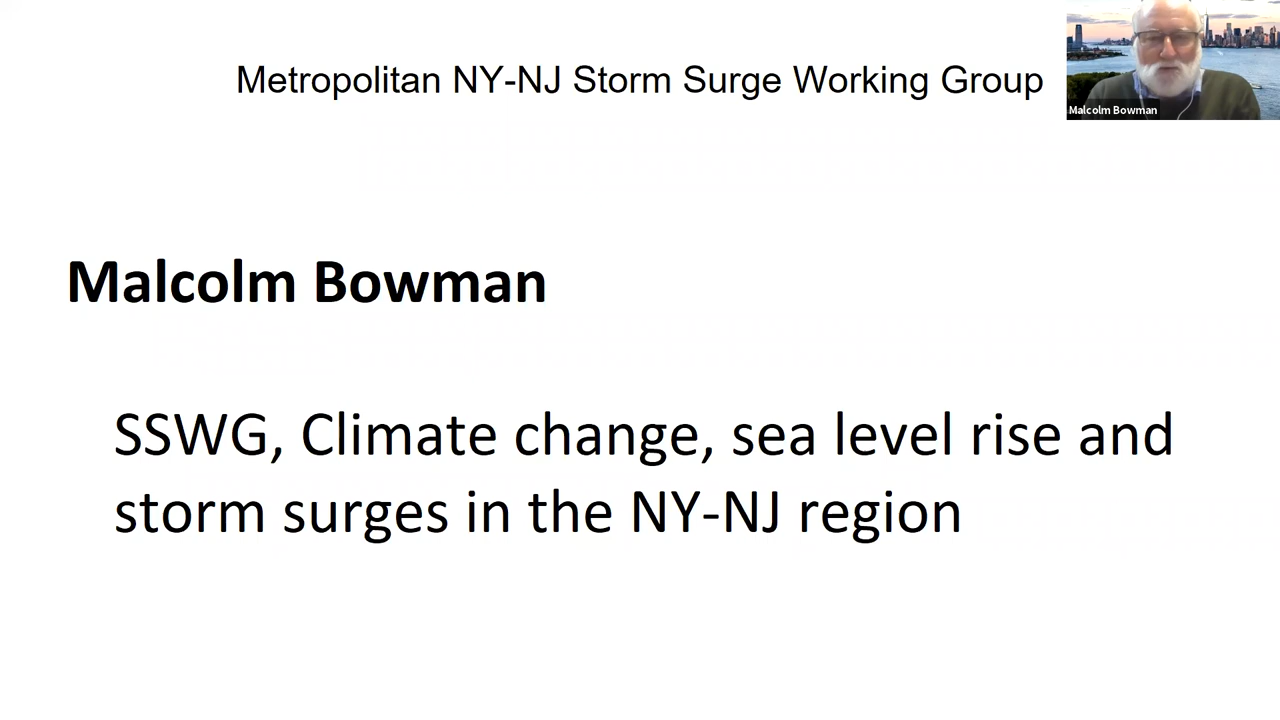 Metropolitan NY-NJ Storm Surge Working Group
Malcolm Bowman
Malcolm Bowman
SSWG, Climate change, sea level rise and
storm surges in the NY-NJ region